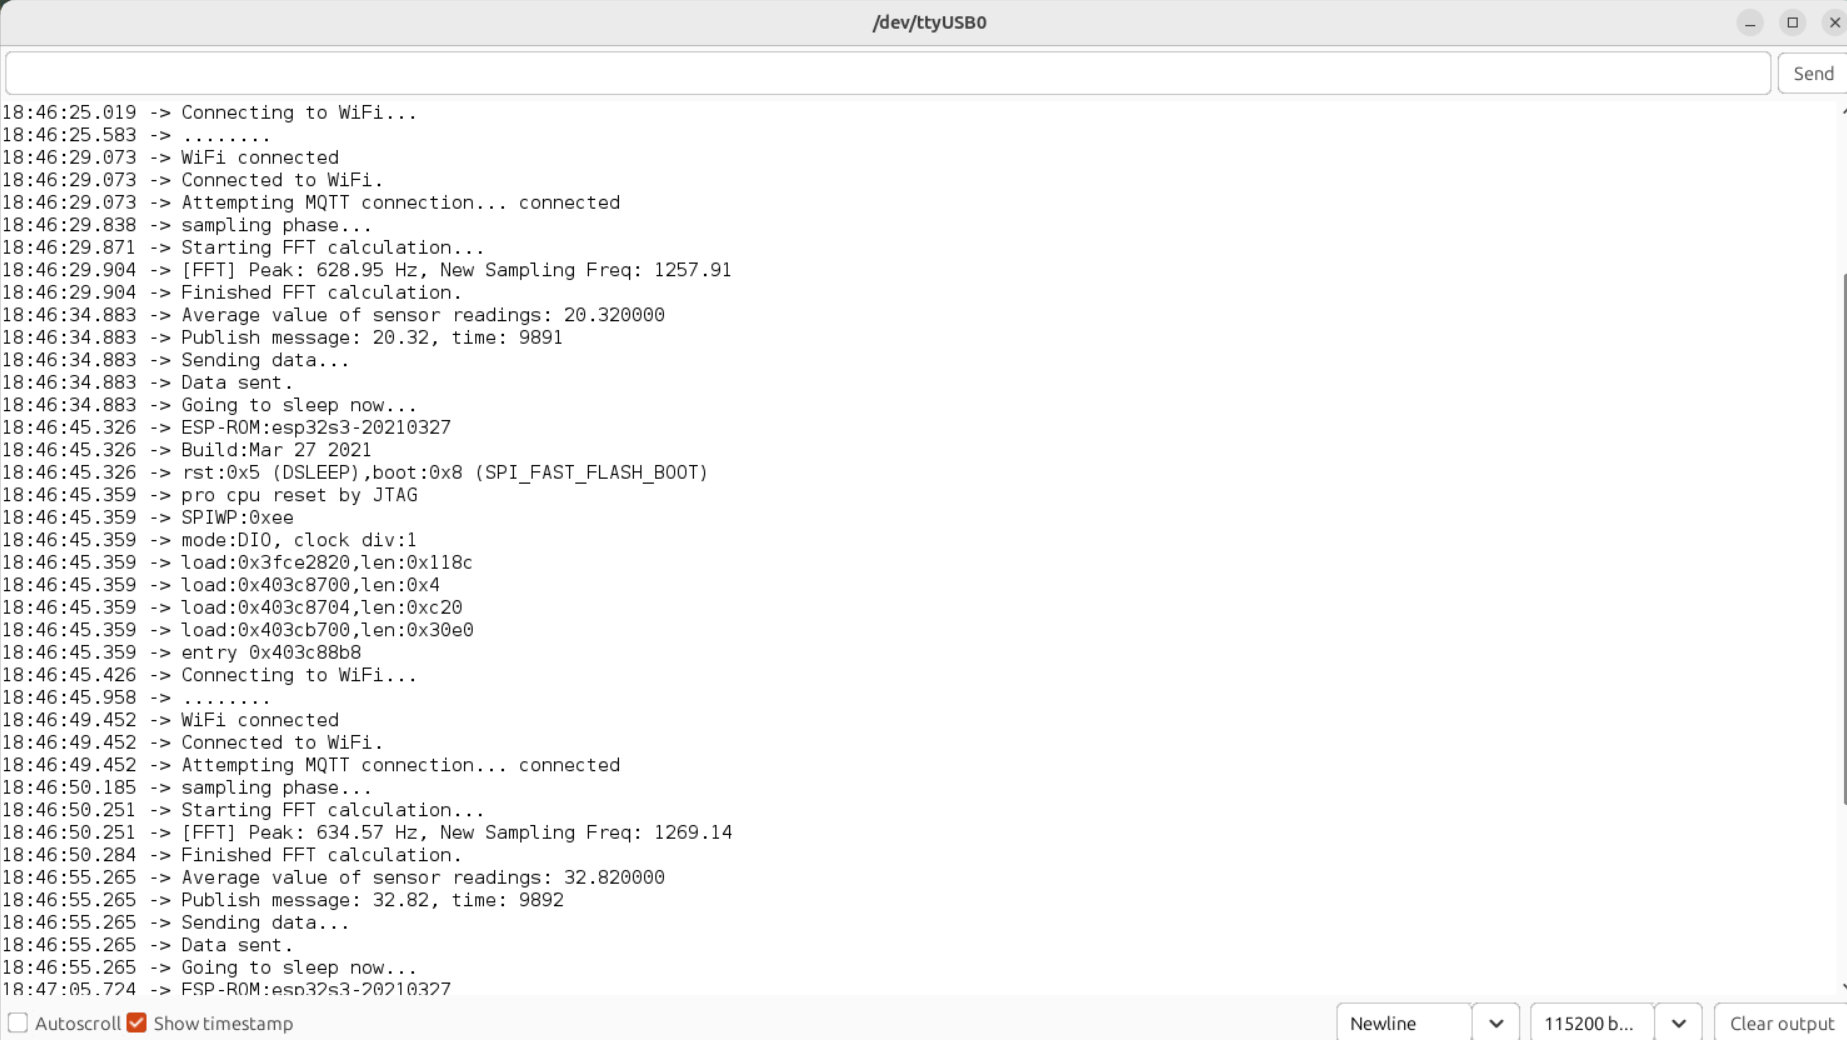 /dev/ttyUSB0
Send
18:46:25.019 -> Connecting to WiFi...
18:46:25.583 -> ........
18:46:29.073 -> WiFi connected
18:46:29.073 -> Connected to WiFi.
18:46:29.073 -> Attempting MQTT connection... connected
18:46:29.838 -> sampling phase...
18:46:29.871 -> Starting FFT calculation...
18:46:29.904 -> [FFT] Peak: 628.95 Hz, New Sampling Freq: 1257.91
18:46:29.904 -> Finished FFT calculation.
18:46:34.883 -> Average value of sensor readings: 20.320000
18:46:34.883 -> Publish message: 20.32, time: 9891
18:46:34.883 -> Sending data...
18:46:34.883 -> Data sent.
18:46:34.883 -> Going to sleep now...
18:46:45.326 -> ESP-ROM:esp32s3-20210327
18:46:45.326 -> Build:Mar 27 2021
18:46:45.326 -> rst:0x5 (DSLEEP),boot:0x8 (SPI_FAST_FLASH_BOOT)
18:46:45.359 -> pro cpu reset by JTAG
18:46:45.359 -> SPIWP:0xee
18:46:45.359 -> mode:DIO, clock div:1
18:46:45.359 -> load:0x3fce2820,len:0x118c
18:46:45.359 -> load:0x403c8700,len:0x4
18:46:45.359 -> load:0x403c8704,len:0xc20
18:46:45.359 -> load:0x403cb700,len:0x30e0
18:46:45.359 -> entry 0x403c88b8
18:46:45.426 -> Connecting to WiFi...
18:46:45.958 -> ........
18:46:49.452 -> WiFi connected
18:46:49.452 -> Connected to WiFi.
18:46:49.452 -> Attempting MQTT connection... connected
18:46:50.185 -> sampling phase...
18:46:50.251 -> Starting FFT calculation...
18:46:50.251 -> [FFT] Peak: 634.57 Hz, New Sampling Freq: 1269.14
18:46:50.284 -> Finished FFT calculation.
18:46:55.265 -> Average value of sensor readings: 32.820000
18:46:55.265 -> Publish message: 32.82, time: 9892
18:46:55.265 -> Sending data...
18:46:55.265 -> Data sent.
18:46:55.265 -> Going to sleep now...
18:47:05.724 -> ESP-ROM:esp32s3-20210327
Autoscroll Show timestamp Newline 115200 b... Clear output